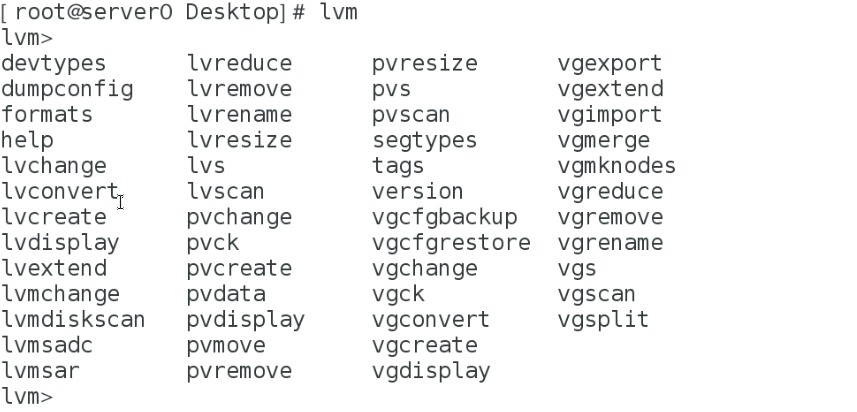 [ root@server0 Desktop] # lvm
lvm>
devtypes lvreduce pvresize vgexport
dumpconfig lvremove pvs vgextend
formats lvrename pvscan vgimport
help lvresize segtypes vgmerge
lvchange lvs tags vgmknodes
lvconvert lvscan version vgreduce
lvcreate pvchange vgcfgbackup vgremove
lvdisplay pvck vgcfgrestore vgrename
lvextend pvcreate vgchange vgs
lvmchange pvdata vgck vgscan
lvmdiskscan pvdisplay vgconvert vgsplit
lvmsadc pvmove vgcreate
lvmsar pvremove vgdisplay
lvm>